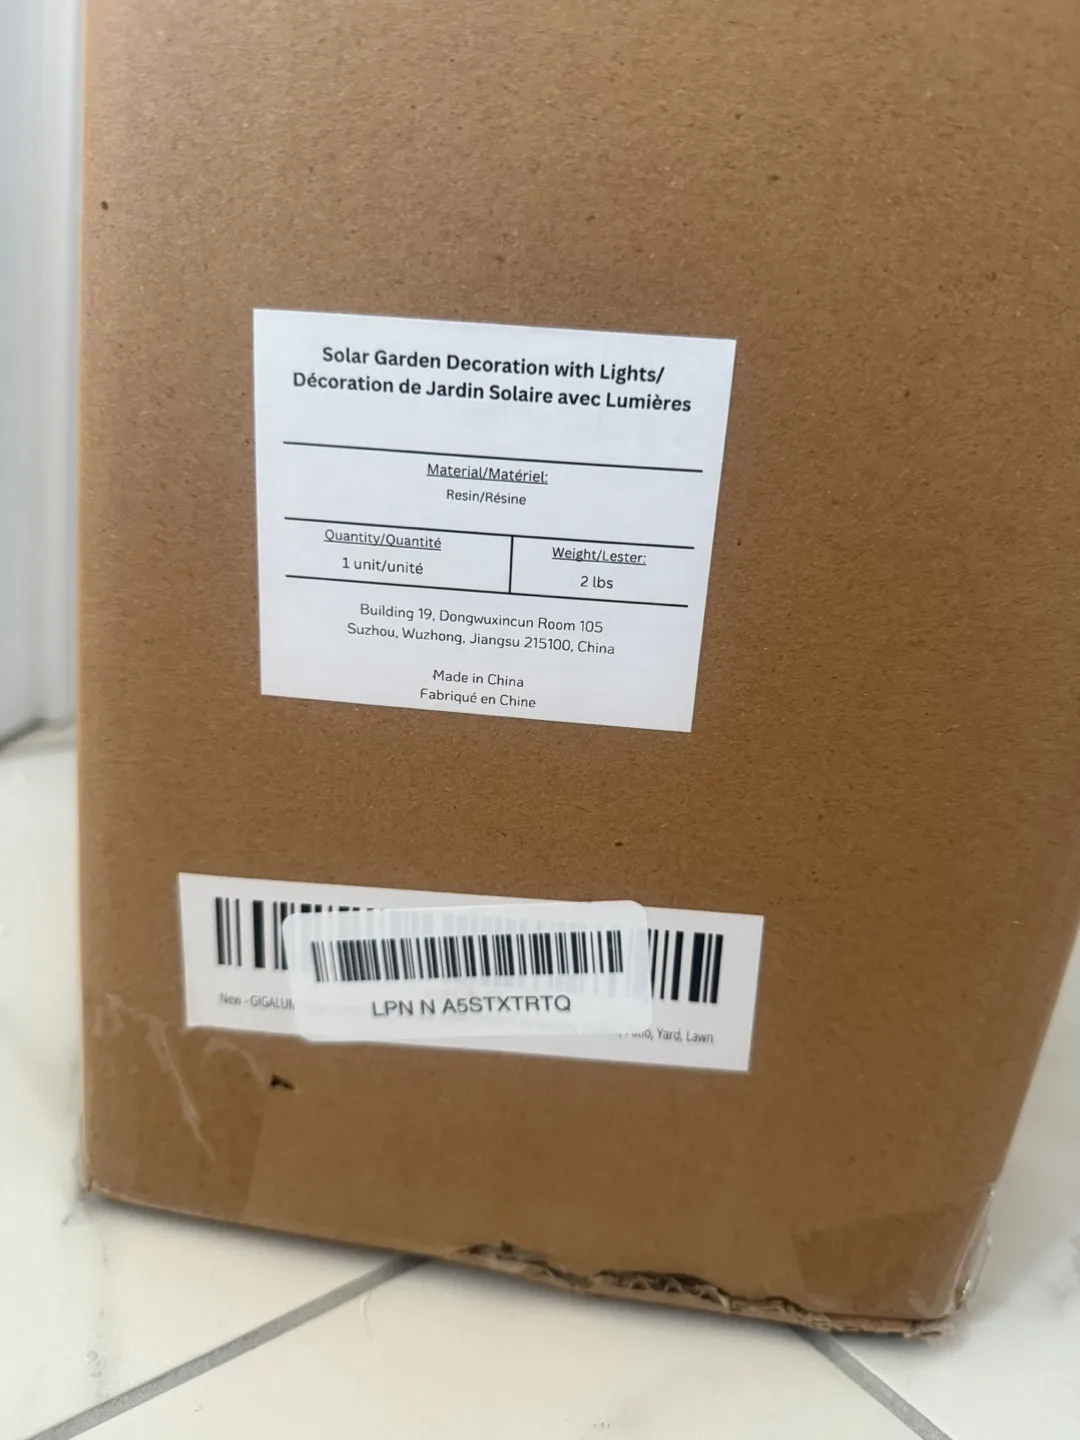 Solar Garden Decoration with Lights/
Décoration de Jardin Solaire avec Lumières
Material/Matériel:
Resin/Résine
Quantity/Quantité
1 unit/unité
Weight/Lester:
2 lbs
Building 19, Dongwuxincun Room 105
Suzhou, Wuzhong, Jiangsu 215100, China
Made in China
Fabriqué en Chine
LPN N A5STXTRTQ
New - GIGALUM
Yard, Lawn